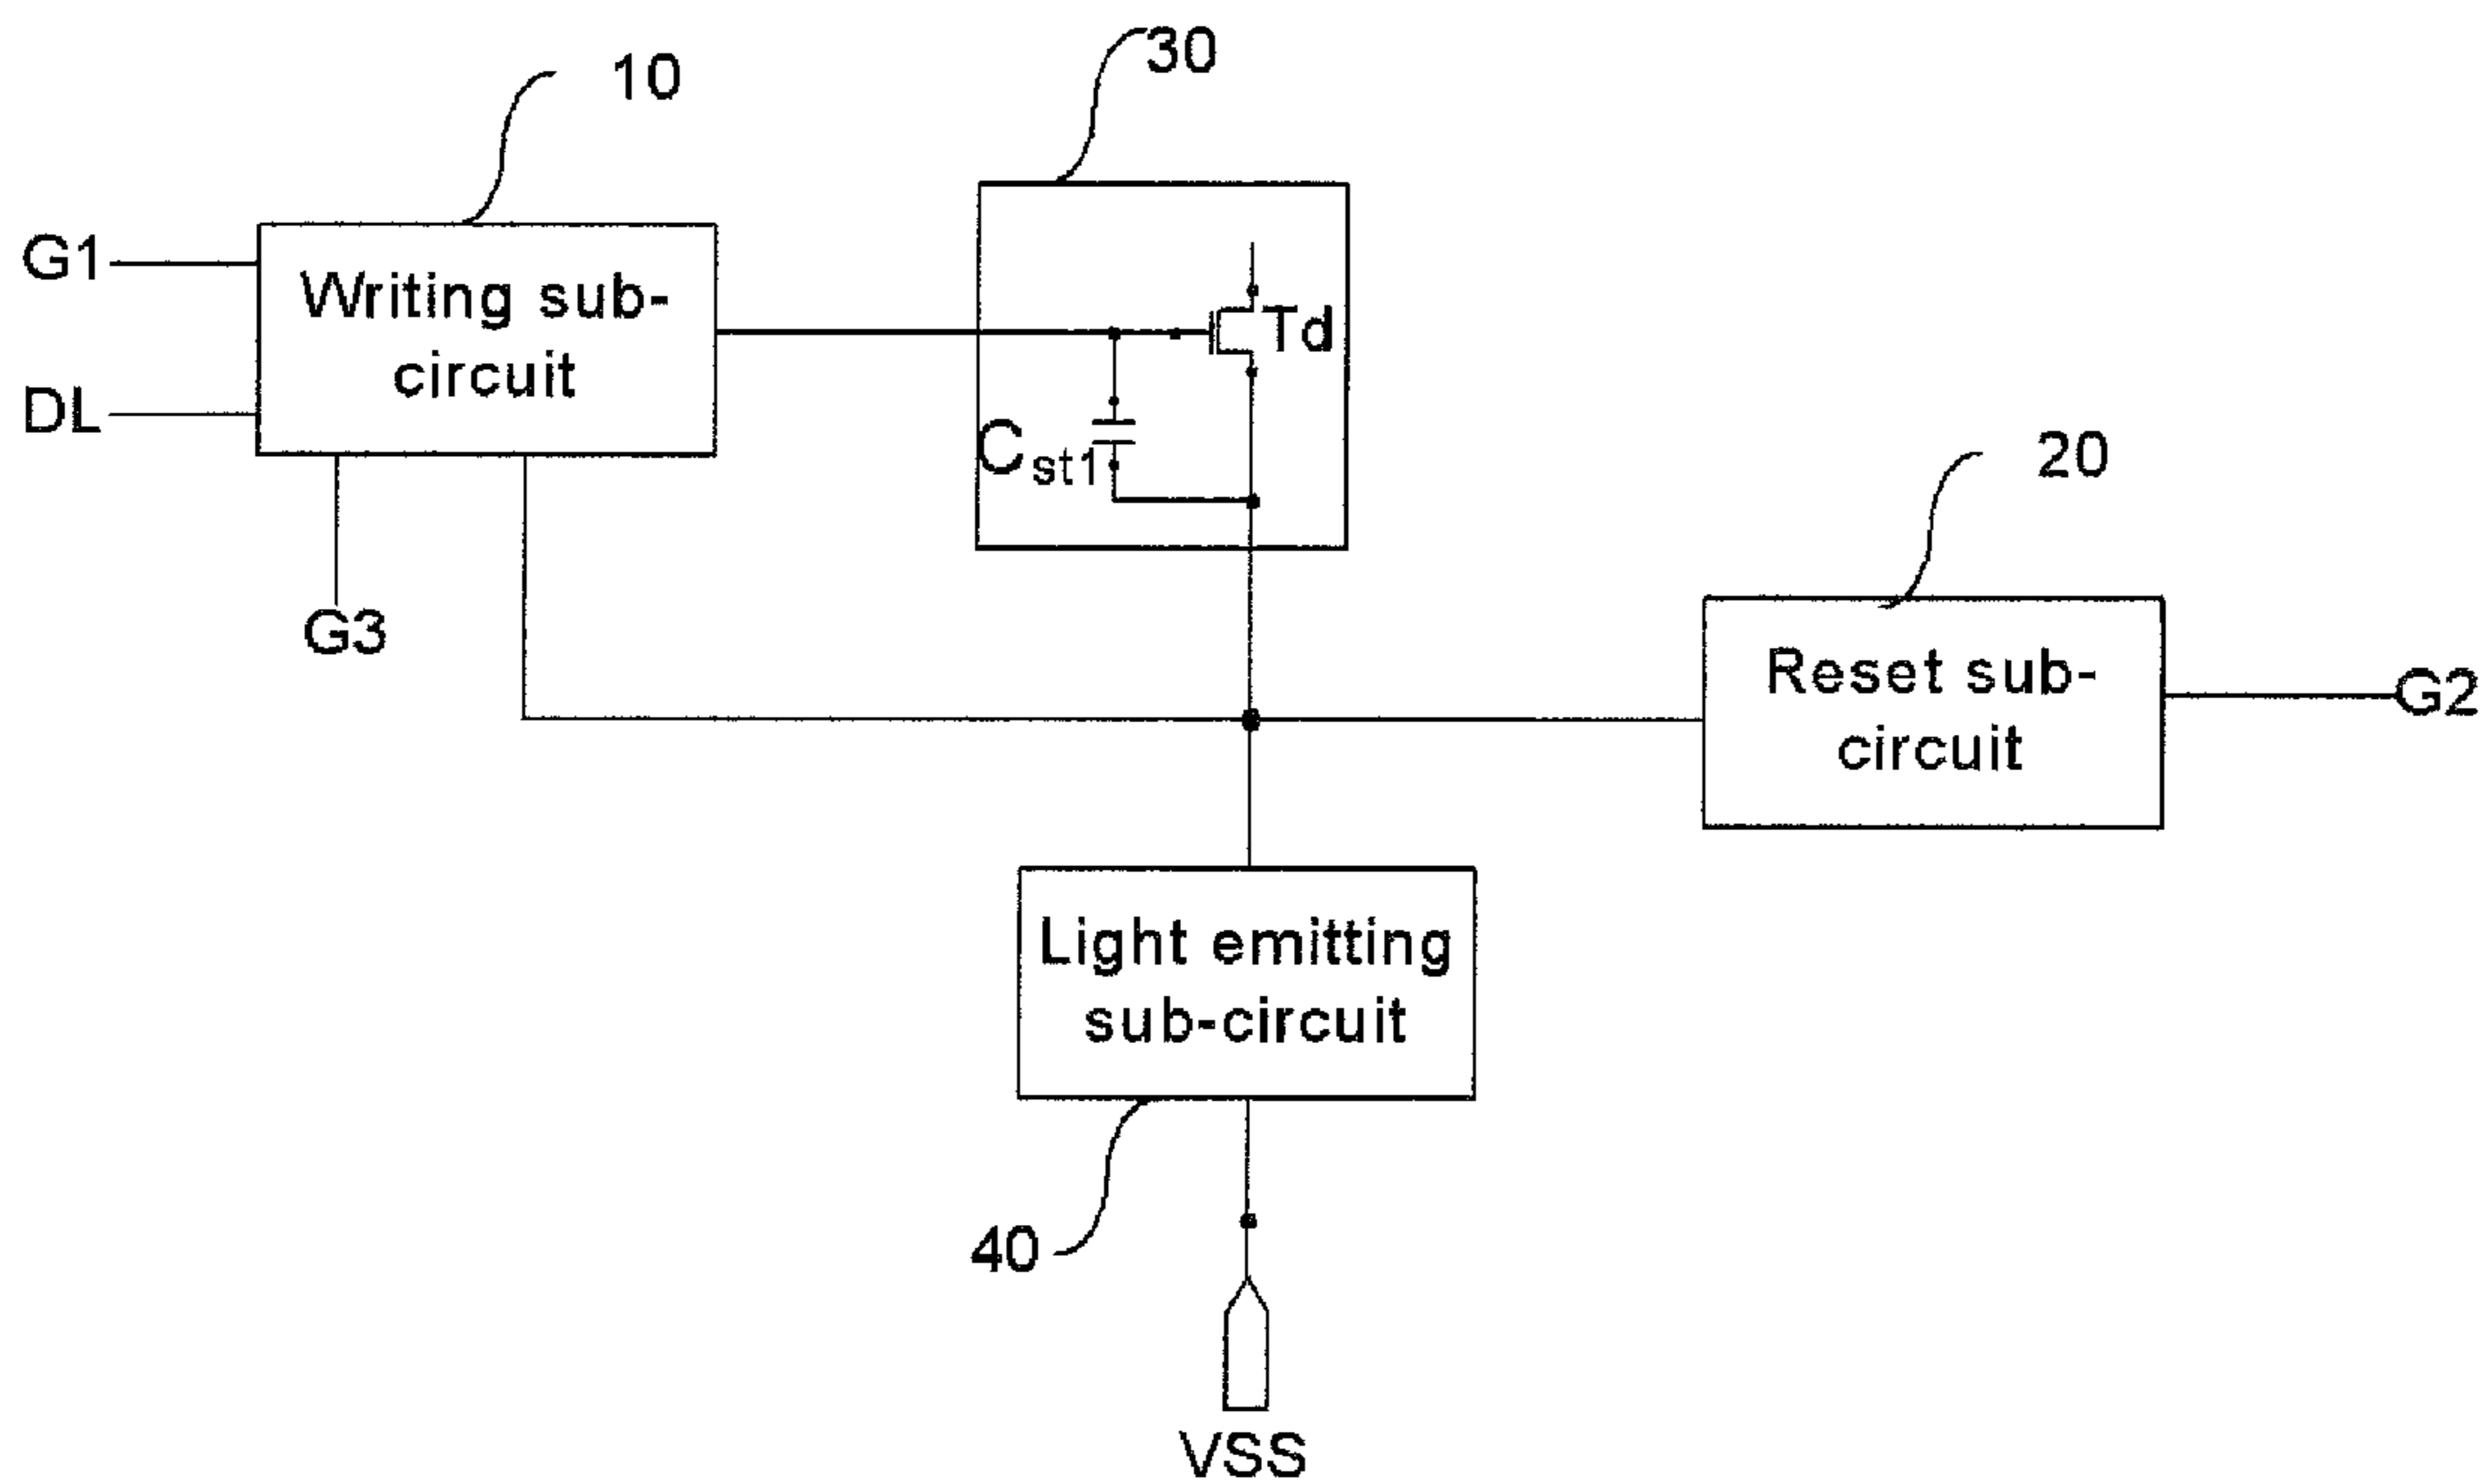 30
10
G1
Writing sub-
circuit
Td
DL
Cst1
20
G3
Reset sub-
circuit
G2
Light emitting
sub-circuit
40
VSS